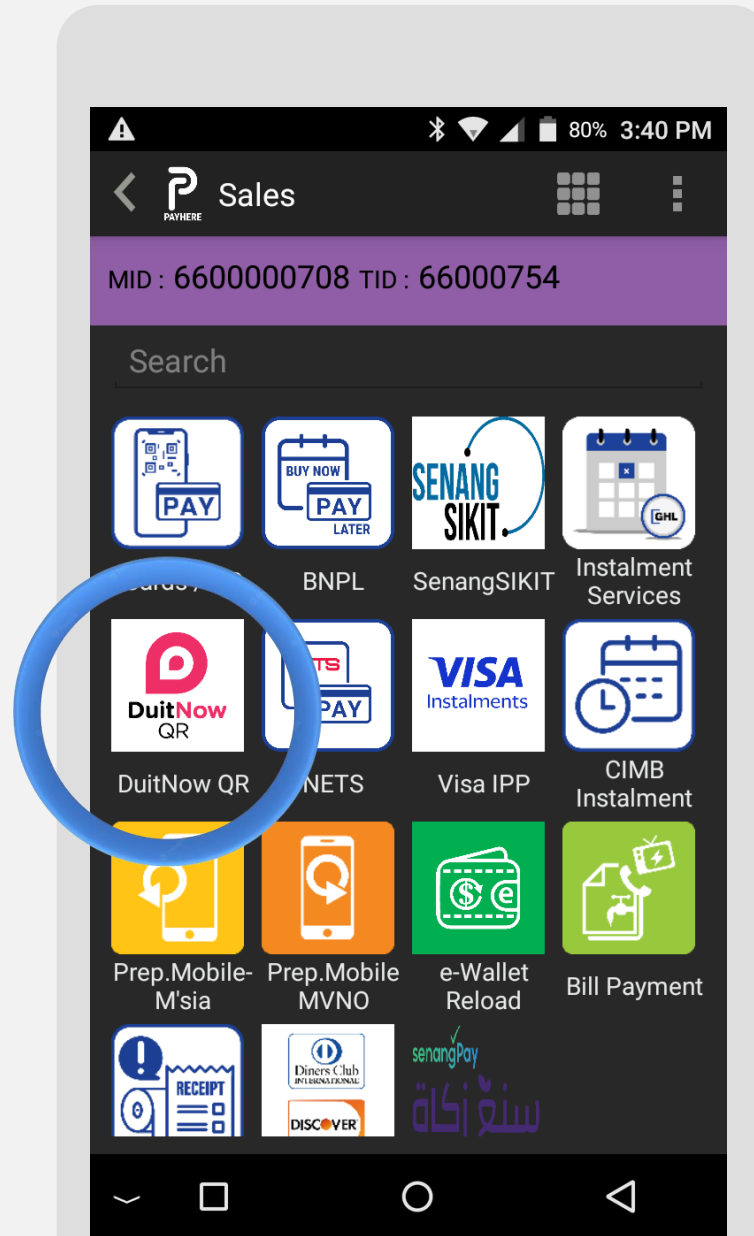 80% 3:40 PM
PAYHERE
Sales
MID : 6600000708 TID : 66000754
Search
PAY
BUY NOW
PAY
LATER
SENANG
SIKIT.
GHL
BNPL
SenangSIKIT
Instalment
Services
DuitNow
QR
PAY
VISA
Instalments
DuitNow QR
NETS
Visa IPP
CIMB
Instalment
$ e
Prep.Mobile-
M'sia
Prep.Mobile
MVNO
e-Wallet
Reload
Bill Payment
RECEIPT
Diners Club
INTERNATIONAL
DISCOVER
senangPay
سنڠ زكاة